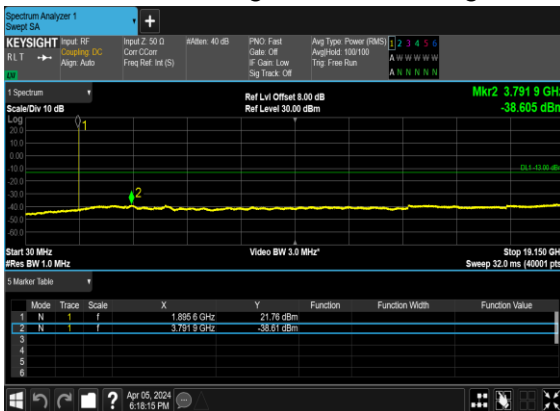 Spectrum Analyzer 1
Swept SA
KEYSIGHT Input: RF Input Z: 50 Ω #Atten: 40 dB PNO: Fast Avg Type: Power (RMS) 1 2 3 4 5 6
RLT Coupling: DC Corr CCorr Gate: Off Avg|Hold: 100/100 A W W W W W
Align: Auto Freq Ref: Int (S) IF Gain: Low Trig: Free Run
Sig Track: Off A N N N N N
LV
1 Spectrum
Scale/Div 10 dB Ref Lvl Offset 8.00 dB Mkr2 3.791 9 GHz
Log Ref Level 30.00 dBm -38.605 dBm
20.0
10.0
0.00
-10.0
-20.0
-30.0
-40.0
-50.0
-60.0
1
2
DL1 -13.00 dBm
Start 30 MHz Video BW 3.0 MHz* Stop 19.150 GH
#Res BW 1.0 MHz Sweep 32.0 ms (40001 pts
5 Marker Table
Mode Trace Scale X Y Function Function Width Function Value
1 N 1 f 1.895 6 GHz 21.76 dBm
2 N 1 f 3.791 9 GHz -38.61 dBm
3
4
5
6
? Apr 05, 2024
6:18:15 PM